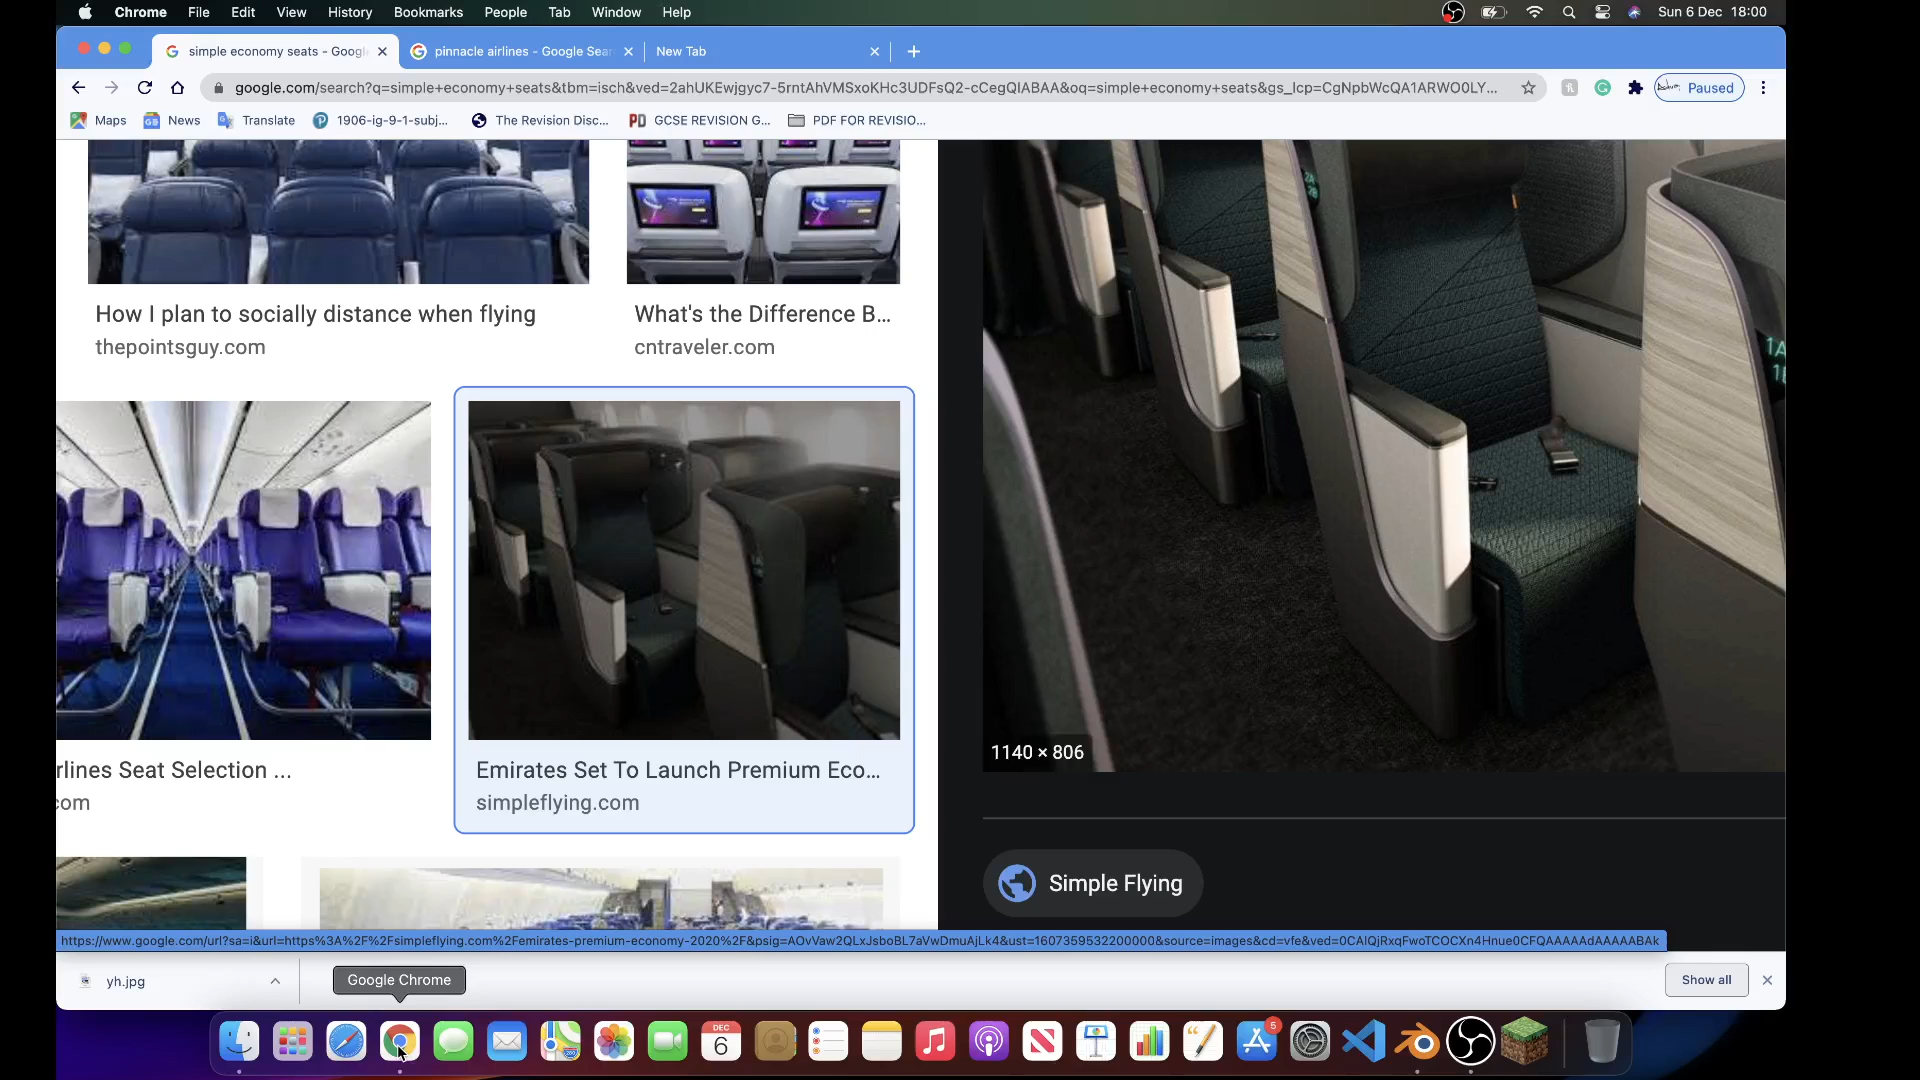 Chrome File Edit View History Bookmarks People Tab Window Help Sun 6 Dec 18:00
simple economy seats - Googl pinnacle airlines - Google Sear New Tab
google.com/search?q=simple+economy+seats&tbm=isch&ved=2ahUKEwjgyc7-5rntAhVMSxoKHc3UDFsQ2-cCegQIABAA&oq=simple+economy+seats&gs_lcp=CgNpbWcQA1ARWO0LY... Paused
Maps News Translate 1906-ig-9-1-subj... The Revision Disc... PD GCSE REVISION G... PDF FOR REVISIO...
2A
2B
How I plan to socially distance when flying
thepointsguy.com
What's the Difference B...
cntraveler.com
1A
rlines Seat Selection ...
com
Emirates Set To Launch Premium Eco...
simpleflying.com
1140 × 806
Simple Flying
https://www.google.com/url?sa=i&url=https%3A%2F%2Fsimpleflying.com%2Femirates-premium-economy-2020%2F&psig=AOvVaw2QLxJsboBL7aVwDmuAjLk4&ust=1607359532200000&source=images&cd=vfe&ved=0CAIQjRxqFwoTCOCXn4Hnue0CFQAAAAAdAAAAABAk
yh.jpg
Google Chrome
Show all
DEC
6
5